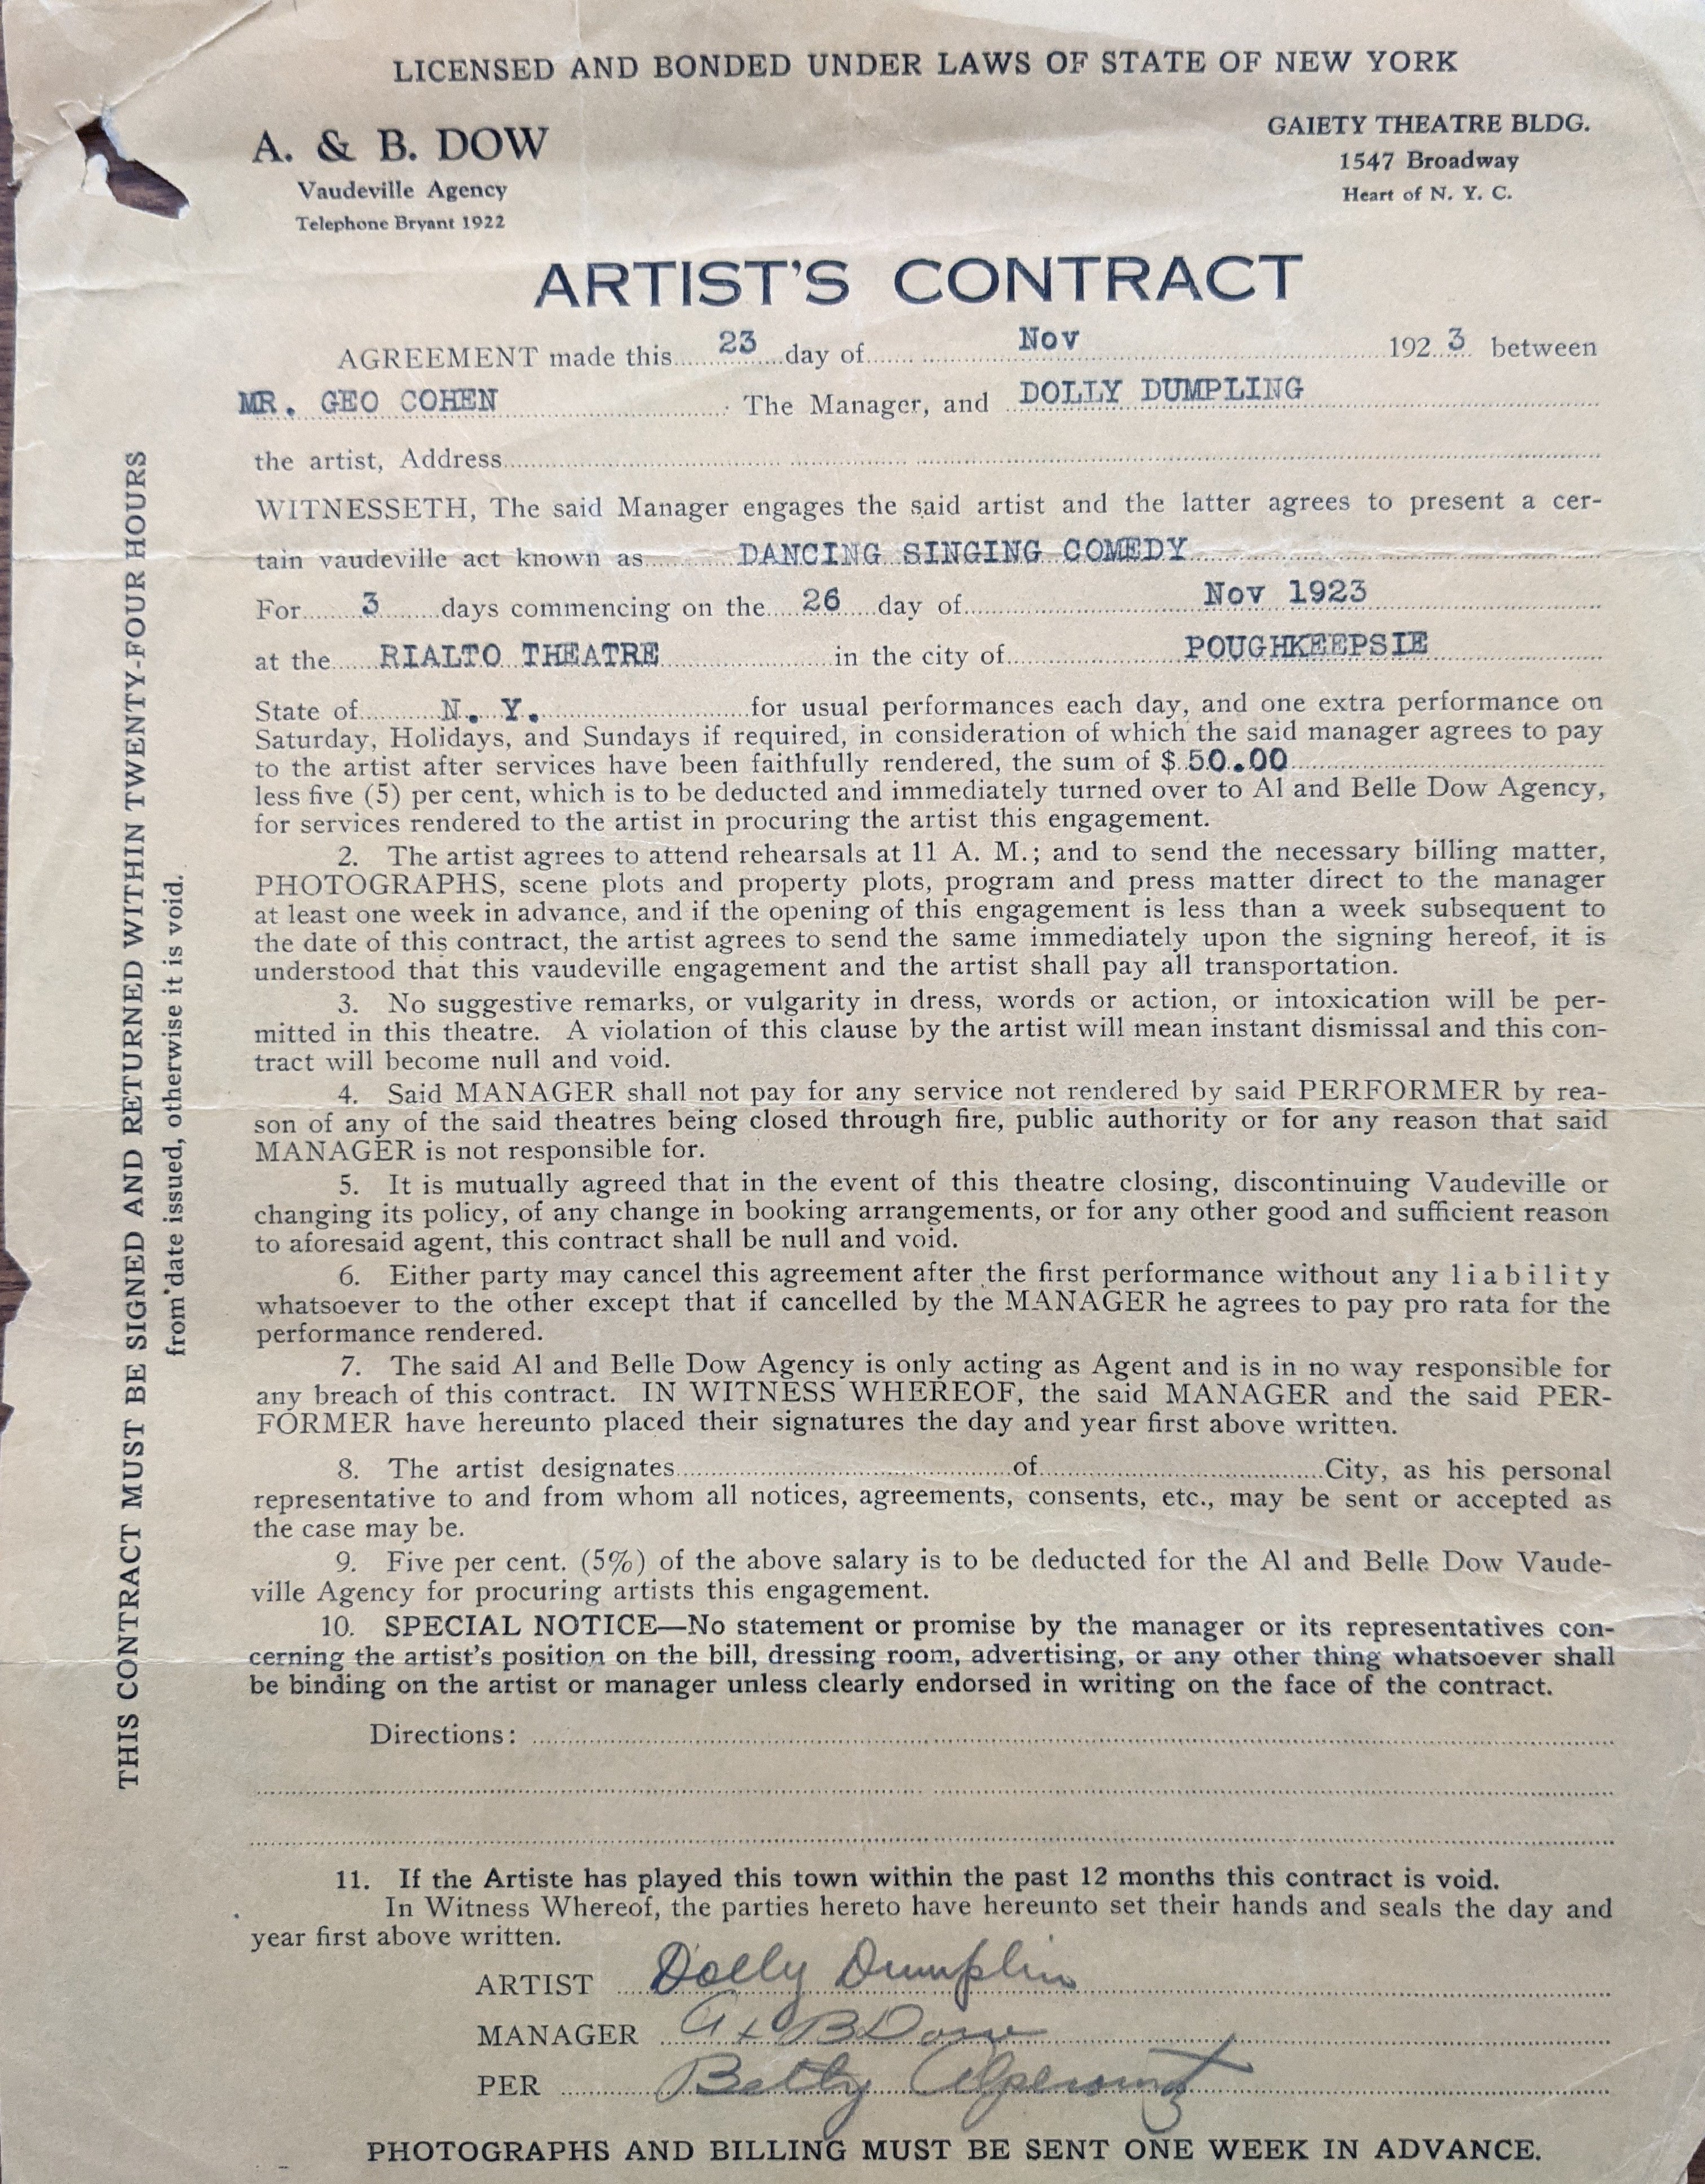 LICENSED AND BONDED UNDER LAWS OF STATE OF NEW YORK
A. & B. DOW
Vaudeville Agency
Telephone Bryant 1922
GAIETY THEATRE BLDG.
1547 Broadway
Heart of N. Y. C.
ARTIST'S CONTRACT
AGREEMENT made this 23 day of Nov 192 3 between
MR. GEO COHEN The Manager, and DOLLY DUMPLING
the artist, Address
WITNESSETH, The said Manager engages the said artist and the latter agrees to present a cer-
tain vaudeville act known as DANCING SINGING COMEDY
For 3 days commencing on the 26 day of Nov 1923
at the RIALTO THEATRE in the city of POUGHKEEPSIE
State of N. Y. for usual performances each day, and one extra performance on
Saturday, Holidays, and Sundays if required, in consideration of which the said manager agrees to pay
to the artist after services have been faithfully rendered, the sum of $ 50.00
less five (5) per cent, which is to be deducted and immediately turned over to Al and Belle Dow Agency,
for services rendered to the artist in procuring the artist this engagement.
2. The artist agrees to attend rehearsals at 11 A. M.; and to send the necessary billing matter,
PHOTOGRAPHS, scene plots and property plots, program and press matter direct to the manager
at least one week in advance, and if the opening of this engagement is less than a week subsequent to
the date of this contract, the artist agrees to send the same immediately upon the signing hereof, it is
understood that this vaudeville engagement and the artist shall pay all transportation.
3. No suggestive remarks, or vulgarity in dress, words or action, or intoxication will be per-
mitted in this theatre. A violation of this clause by the artist will mean instant dismissal and this con-
tract will become null and void.
4. Said MANAGER shall not pay for any service not rendered by said PERFORMER by rea-
son of any of the said theatres being closed through fire, public authority or for any reason that said
MANAGER is not responsible for.
5. It is mutually agreed that in the event of this theatre closing, discontinuing Vaudeville or
changing its policy, of any change in booking arrangements, or for any other good and sufficient reason
to aforesaid agent, this contract shall be null and void.
6. Either party may cancel this agreement after the first performance without any liability
whatsoever to the other except that if cancelled by the MANAGER he agrees to pay pro rata for the
performance rendered.
7. The said Al and Belle Dow Agency is only acting as Agent and is in no way responsible for
any breach of this contract. IN WITNESS WHEREOF, the said MANAGER and the said PER-
FORMER have hereunto placed their signatures the day and year first above written.
8. The artist designates of City, as his personal
representative to and from whom all notices, agreements, consents, etc., may be sent or accepted as
the case may be.
9. Five per cent. (5%) of the above salary is to be deducted for the Al and Belle Dow Vaude-
ville Agency for procuring artists this engagement.
10. SPECIAL NOTICE—No statement or promise by the manager or its representatives con-
cerning the artist's position on the bill, dressing room, advertising, or any other thing whatsoever shall
be binding on the artist or manager unless clearly endorsed in writing on the face of the contract.
Directions:
11. If the Artiste has played this town within the past 12 months this contract is void.
In Witness Whereof, the parties hereto have hereunto set their hands and seals the day and
year first above written.
ARTIST Dolly Dumplin
MANAGER A + B Dow
PER Betty
PHOTOGRAPHS AND BILLING MUST BE SENT ONE WEEK IN ADVANCE.
THIS CONTRACT MUST BE SIGNED AND RETURNED WITHIN TWENTY-FOUR HOURS
from date issued, otherwise it is void.